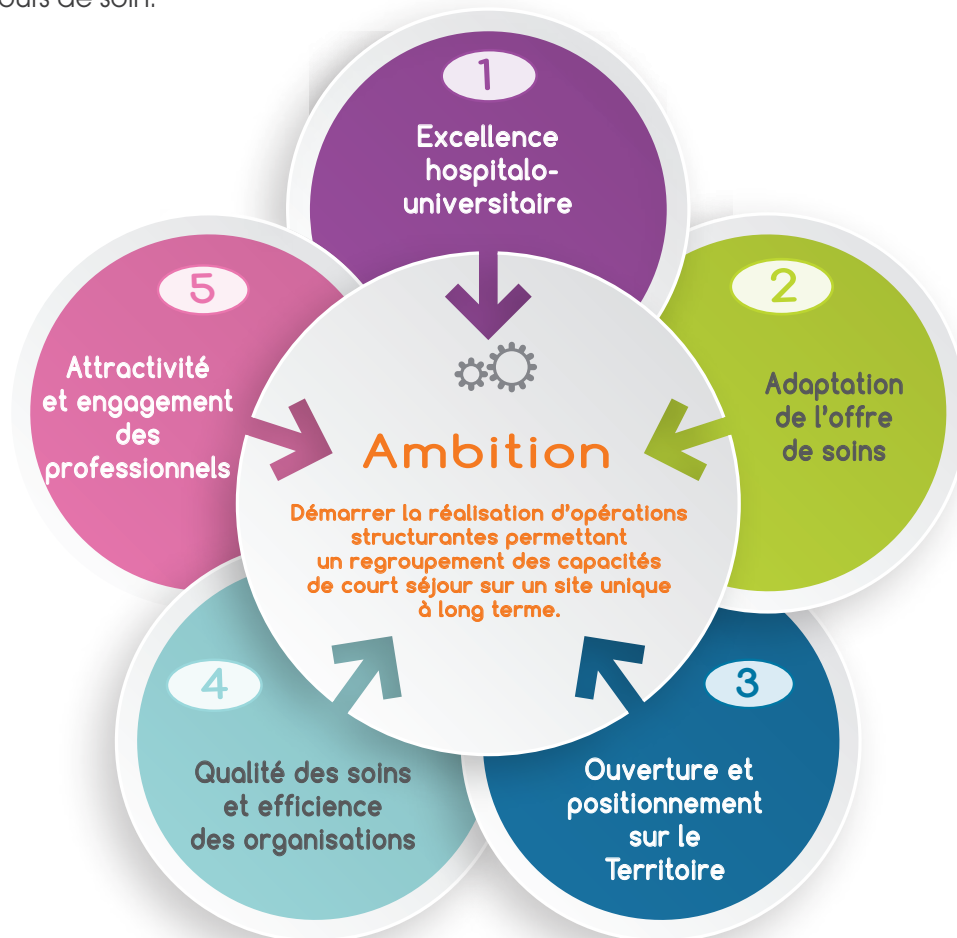 de soin.
1
Excellence
hospitalo-
universitaire
2
Adaptation
de l'offre
de soins
3
Ouverture et
positionnement
sur le
Territoire
4
Qualité des soins
et efficience
des organisations
5
Attractivité
et engagement
des
professionnels
Ambition
Démarrer la réalisation d'opérations
structurantes permettant
un regroupement des capacités
de court séjour sur un site unique
à long terme.